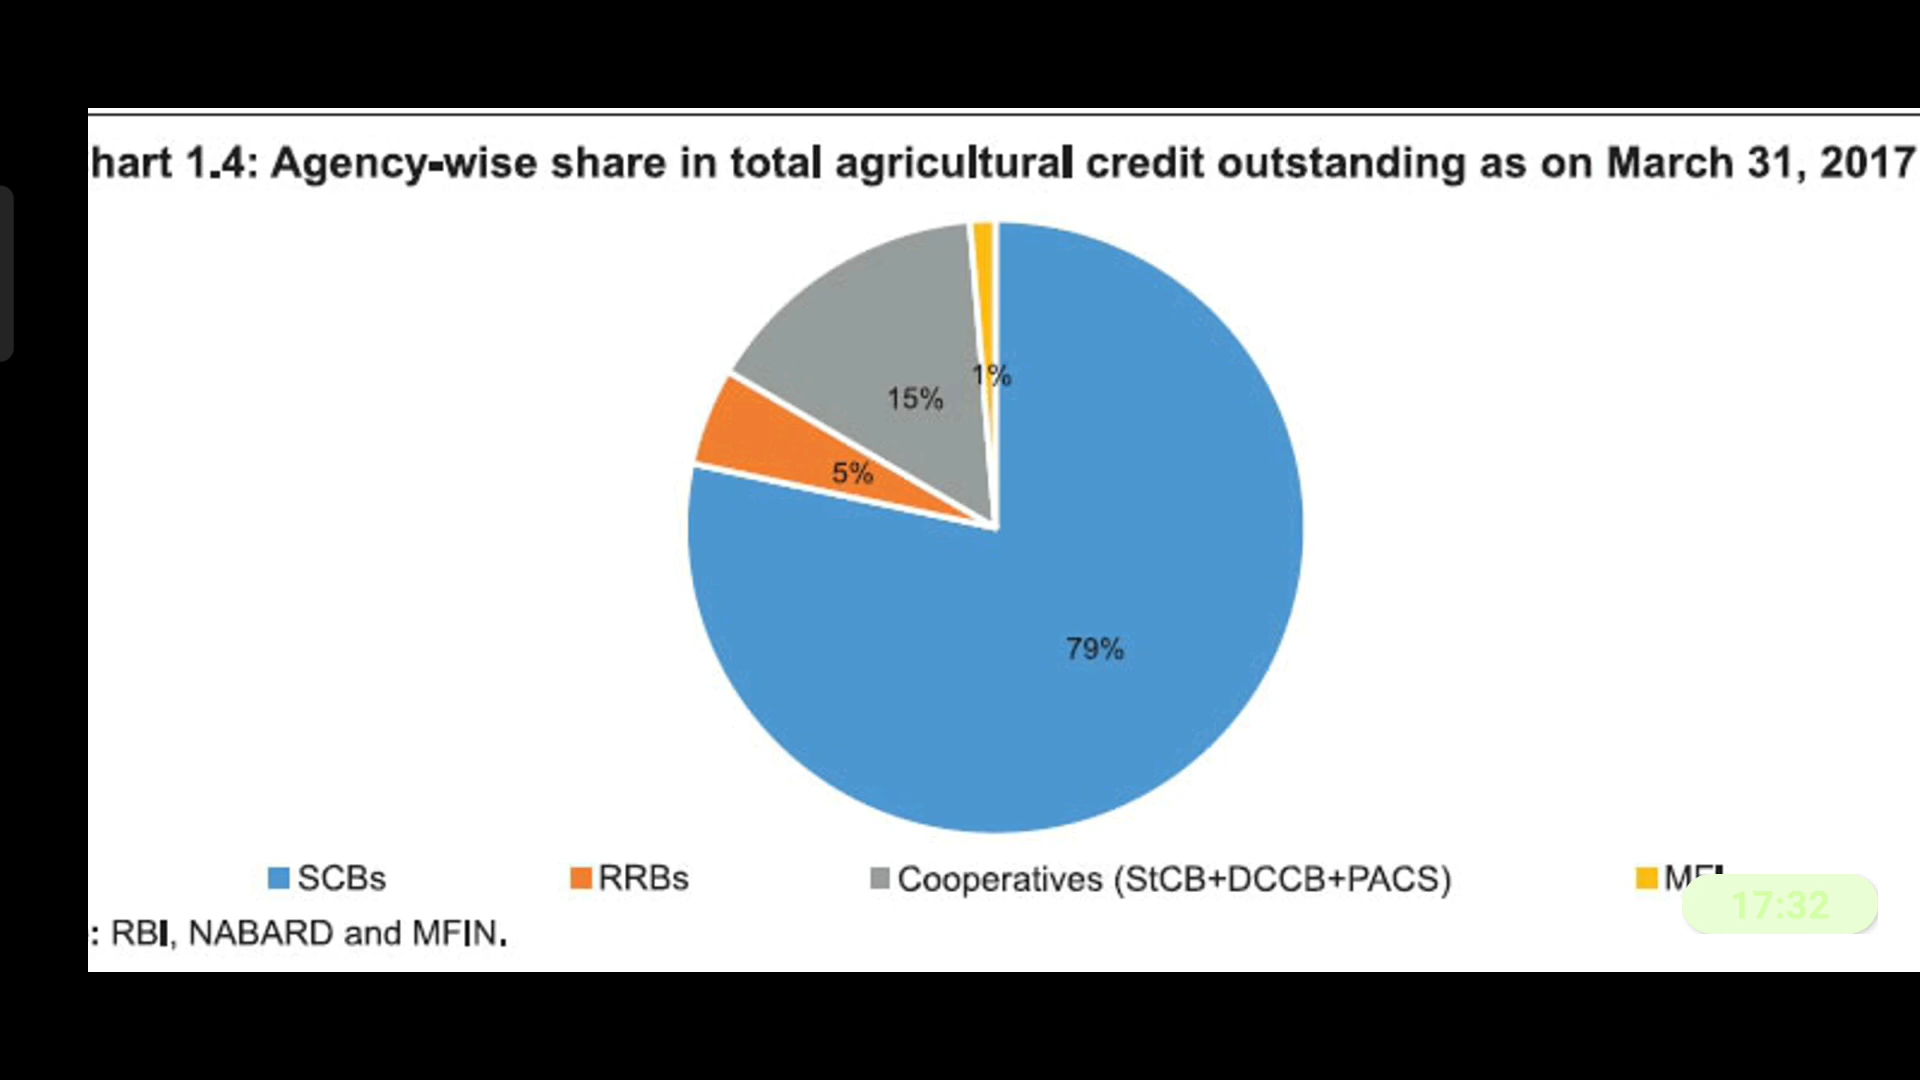 hart 1.4: Agency-wise share in total agricultural credit outstanding as on March 31, 2017
1%
15%
5%
79%
SCBs RRBs Cooperatives (StCB+DCCB+PACS) MFI
17:32
: RBI, NABARD and MFIN.